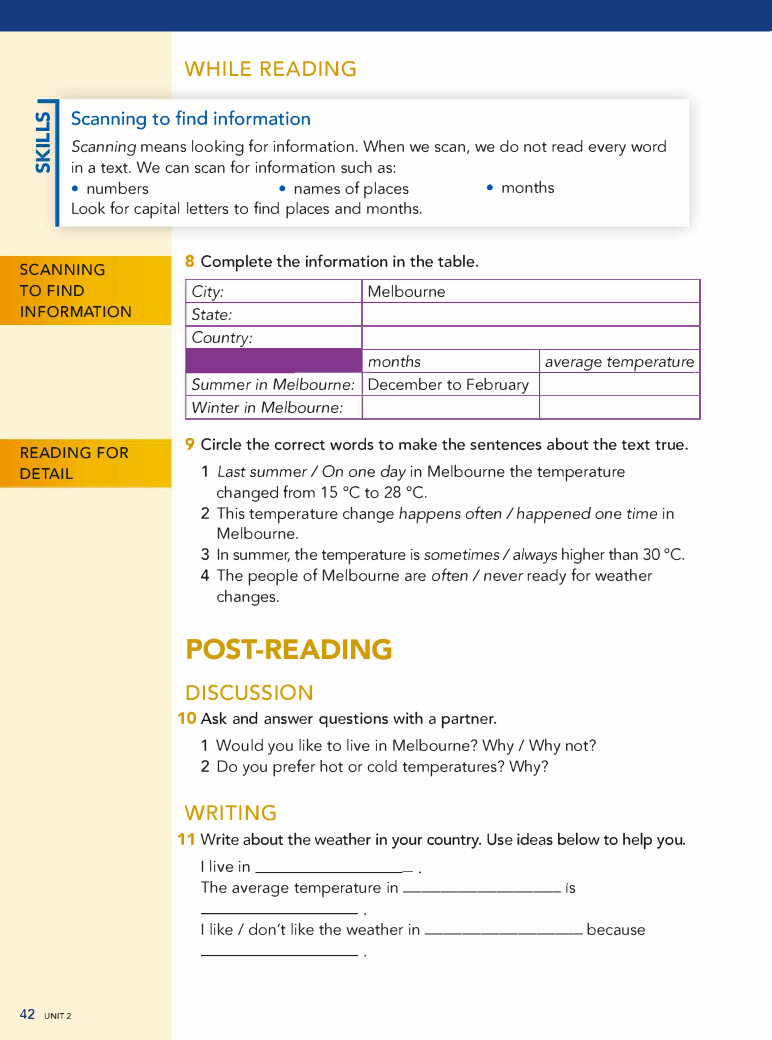 WHILE READING
SKILLS
Scanning to find information
Scanning means looking for information. When we scan, we do not read every word
in a text. We can scan for information such as:
• numbers • names of places • months
Look for capital letters to find places and months.
SCANNING
TO FIND
INFORMATION
8 Complete the information in the table.
City: Melbourne
State:
Country:
months average temperature
Summer in Melbourne: December to February
Winter in Melbourne:
READING FOR
DETAIL
9 Circle the correct words to make the sentences about the text true.
1 Last summer / On one day in Melbourne the temperature
changed from 15 °C to 28 °C.
2 This temperature change happens often / happened one time in
Melbourne.
3 In summer, the temperature is sometimes / always higher than 30 °C.
4 The people of Melbourne are often / never ready for weather
changes.
POST-READING
DISCUSSION
10 Ask and answer questions with a partner.
1 Would you like to live in Melbourne? Why / Why not?
2 Do you prefer hot or cold temperatures? Why?
WRITING
11 Write about the weather in your country. Use ideas below to help you.
I live in ____________________ .
The average temperature in ____________________ is
____________________ .
I like / don't like the weather in ____________________ because
____________________ .
42 UNIT 2